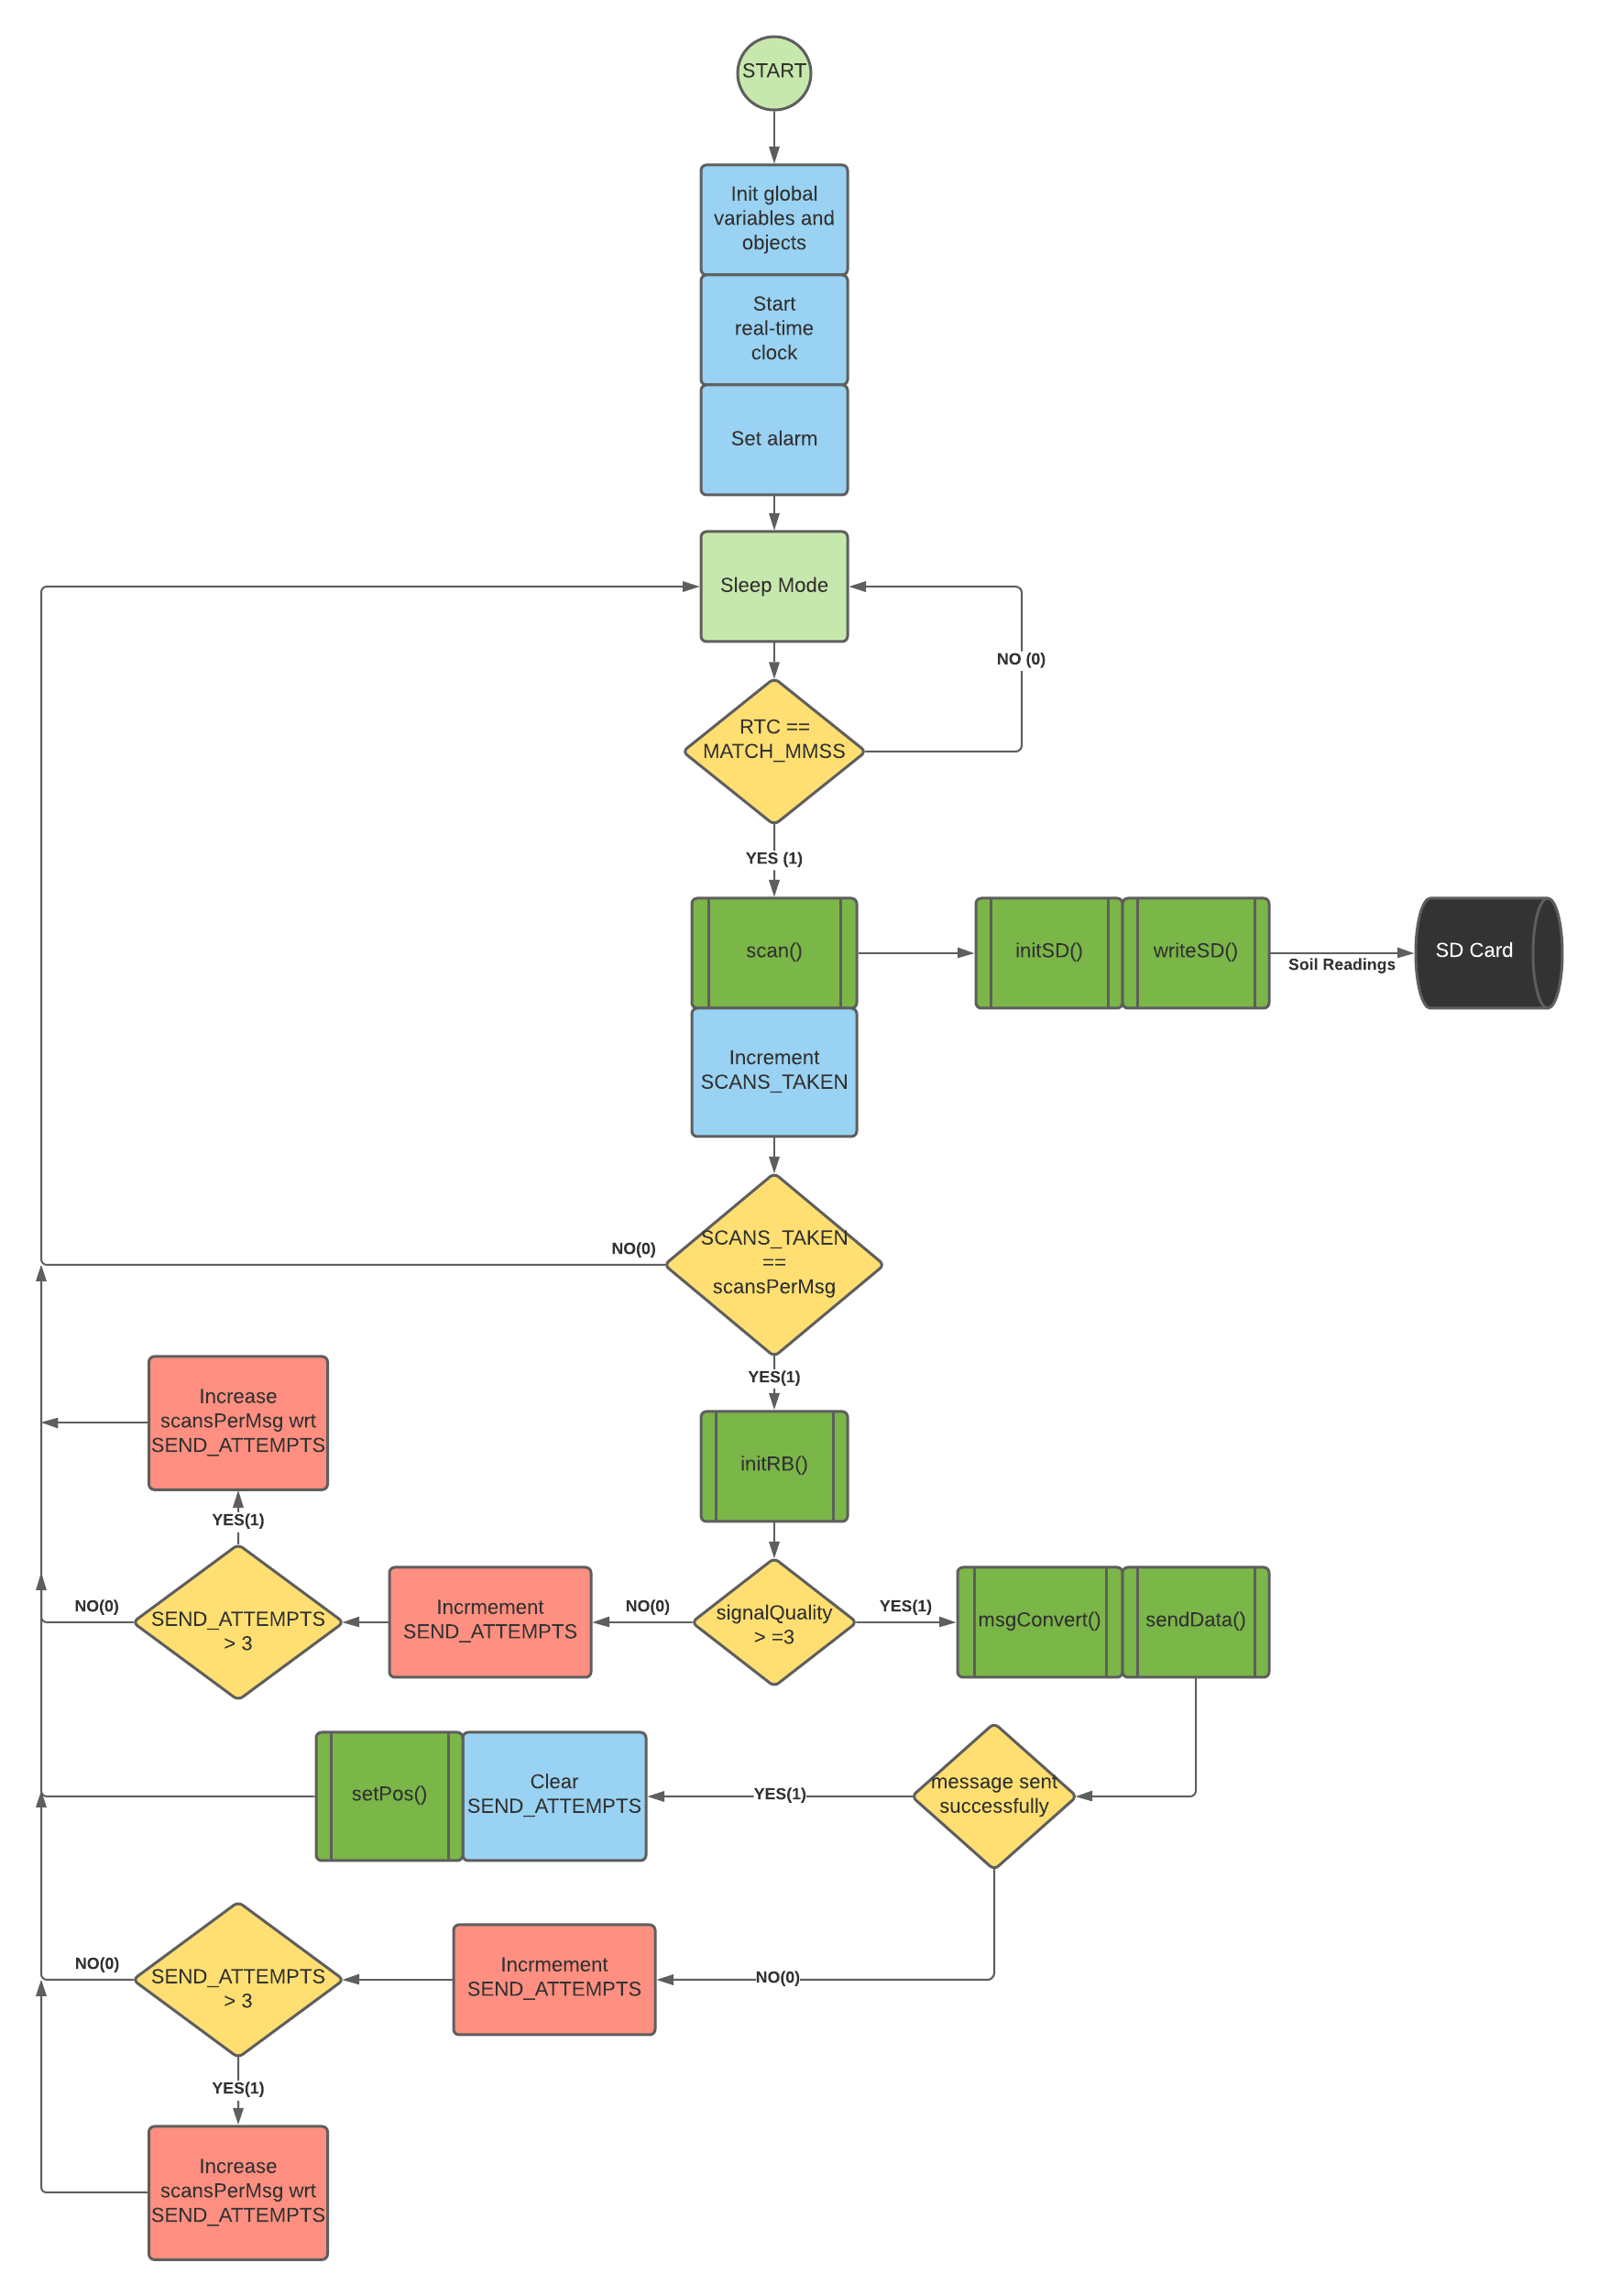 START
Init global
variables and
objects
Start
real-time
clock
Set alarm
Sleep Mode
NO (0)
RTC ==
MATCH_MMSS
YES (1)
scan()
initSD()
writeSD()
Soil Readings
SD Card
Increment
SCANS_TAKEN
SCANS_TAKEN
==
scansPerMsg
NO(0)
YES(1)
Increase
scansPerMsg wrt
SEND_ATTEMPTS
initRB()
YES(1)
NO(0)
SEND_ATTEMPTS
> 3
Incrmement
SEND_ATTEMPTS
NO(0)
signalQuality
> =3
YES(1)
msgConvert()
sendData()
setPos()
Clear
SEND_ATTEMPTS
YES(1)
message sent
successfully
NO(0)
SEND_ATTEMPTS
> 3
Incrmement
SEND_ATTEMPTS
NO(0)
YES(1)
Increase
scansPerMsg wrt
SEND_ATTEMPTS